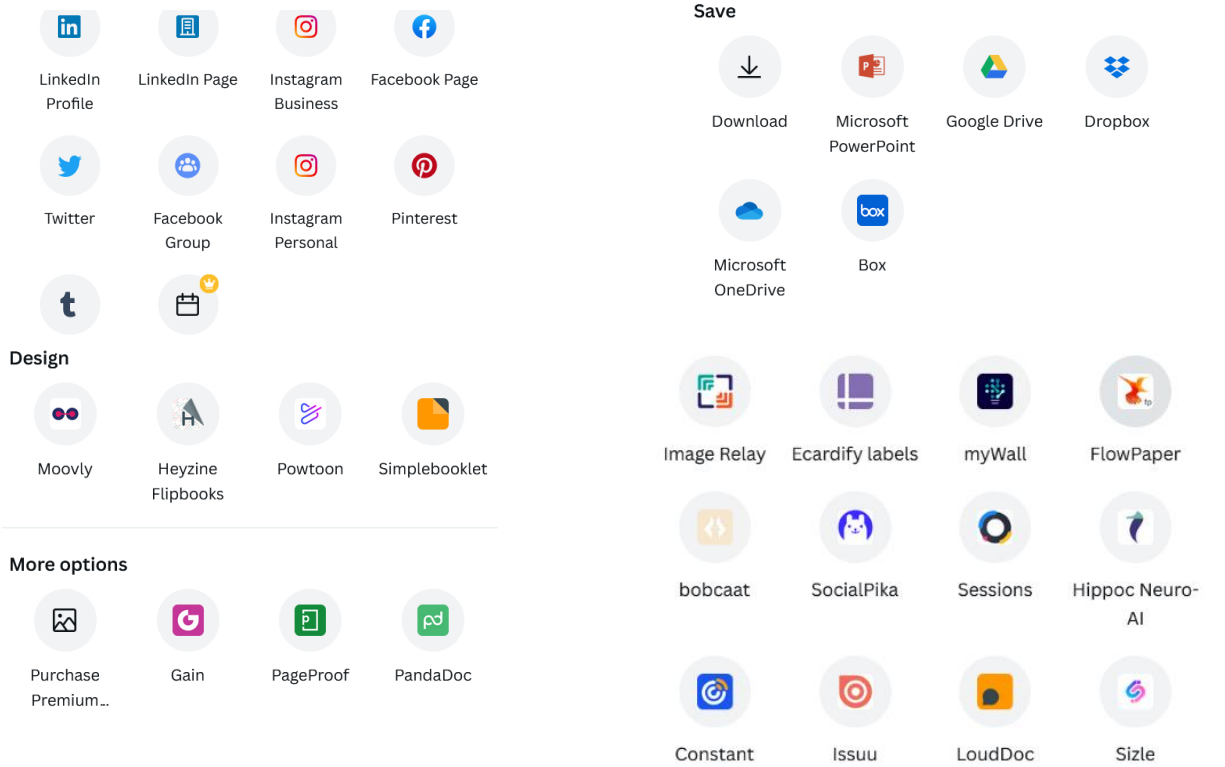 LinkedIn Profile
LinkedIn Page
Instagram Business
Facebook Page
Twitter
Facebook Group
Instagram Personal
Pinterest
Design
Moovly
Heyzine Flipbooks
Powtoon
Simplebooklet
More options
Purchase Premium...
Gain
PageProof
PandaDoc
Save
Download
Microsoft PowerPoint
Google Drive
Dropbox
Microsoft OneDrive
box
Box
Image Relay
Ecardify labels
myWall
fp
FlowPaper
bobcaat
SocialPika
Sessions
Hippoc Neuro-AI
Constant
Issuu
LoudDoc
Sizle